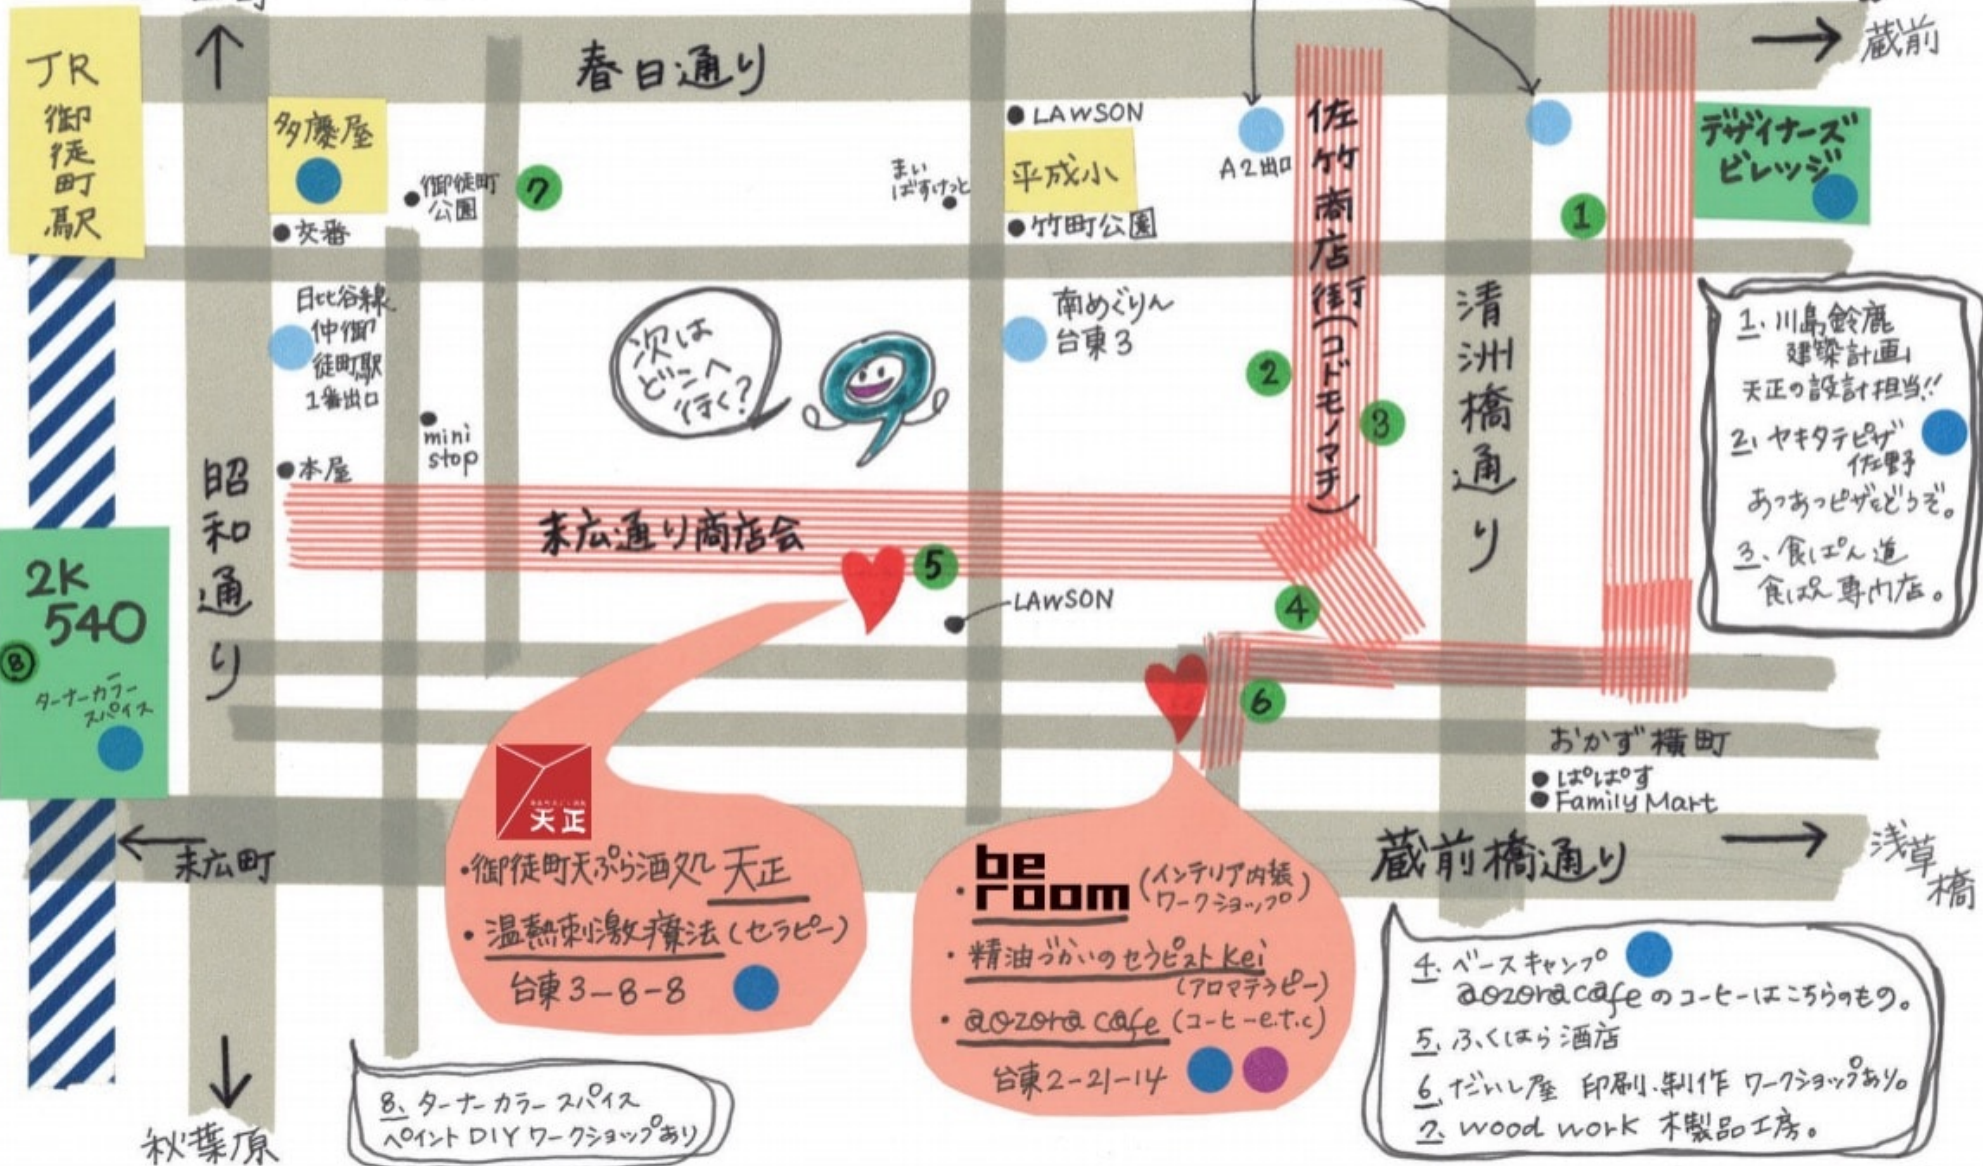 JR
御徒町駅
春日通り
蔵前
多慶屋
交番
御徒町
公園
7
まい
ばすけっと
LAWSON
平成小
竹町公園
A2出口
佐竹商店街(コドモノマチ)
1
デザイナーズ
ビレッジ
日比谷線
仲御
徒町駅
1番出口
mini
stop
本屋
次は
どこへ
行く?
南めぐりん
台東3
2
3
清洲橋通り
1. 川島鈴鹿
建築計画
天正の設計担当!!
2. ヤキタテピザ
佐野
あつあつピザをどうぞ。
3. 食ぱん道
食ぱん専門店。
昭和通り
末広通り商店会
5
LAWSON
4
6
2K
540
8
ターナーカラー
スパイス
おかず横町
ぱぱす
Family Mart
末広町
蔵前橋通り
浅草橋
天正
・御徒町天ぷら酒処 天正
・温熱刺激療法(セラピー)
台東3-8-8
・be room (インテリア内装
ワークショップ)
・精油づかいのセラピスト Kei
(アロマテラピー)
・aozora cafe (コーヒーe.t.c)
台東2-21-14
4. ベースキャンプ
aozora cafeのコーヒーはこちらのもの。
5. ふくはら酒店
6. だいし屋 印刷.制作 ワークショップあり。
7. wood work 木製品工房。
8. ターナーカラースパイス
ペイントDIYワークショップあり
秋葉原